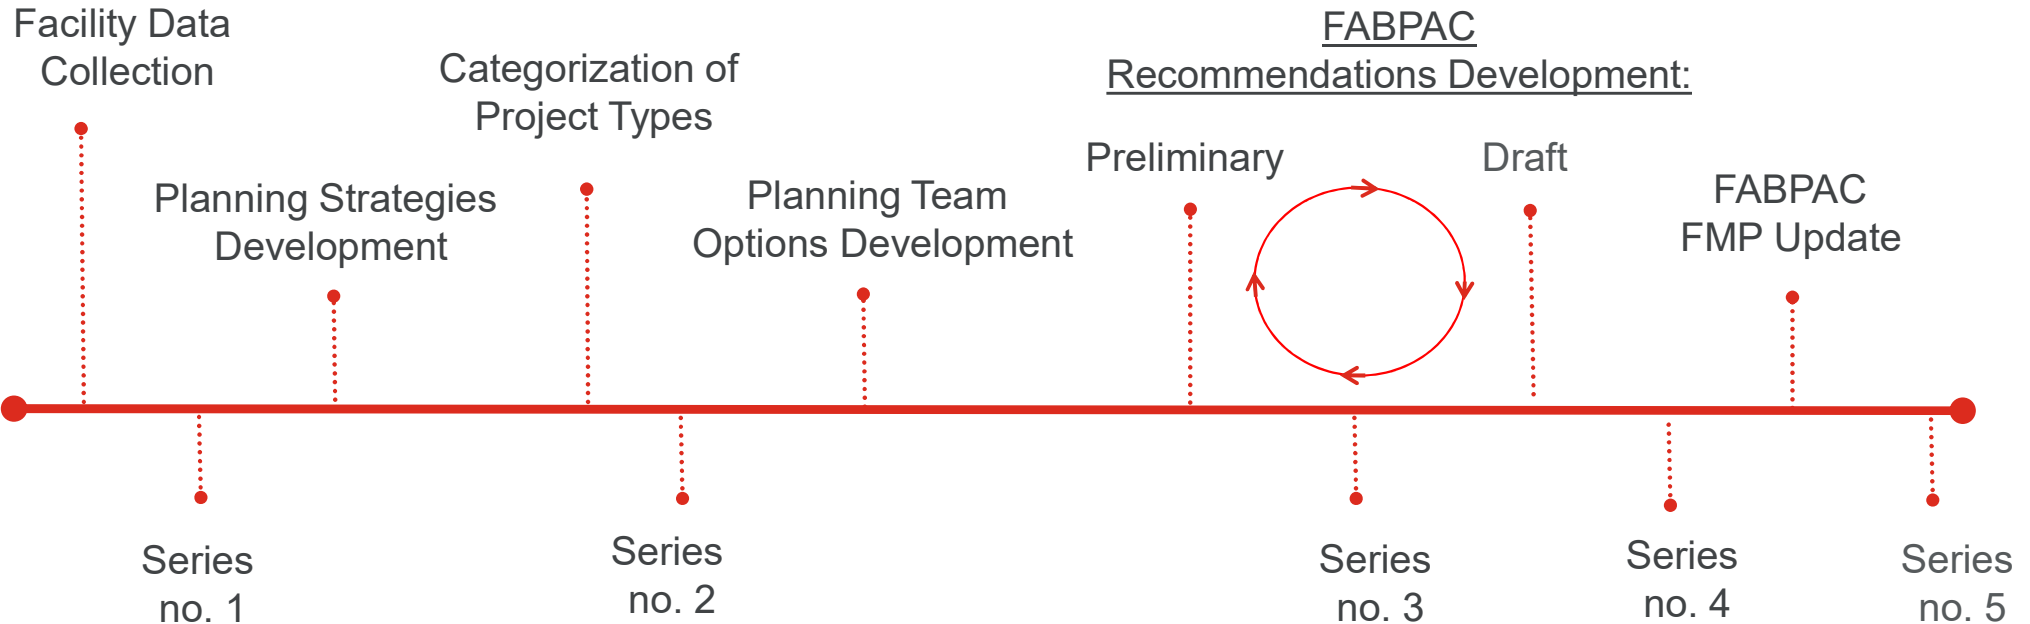 Facility Data
Collection
Planning Strategies
Development
Categorization of
Project Types
Planning Team
Options Development
FABPAC
Recommendations Development:
Preliminary
Draft
FABPAC
FMP Update
Series
no. 1
Series
no. 2
Series
no. 3
Series
no. 4
Series
no. 5